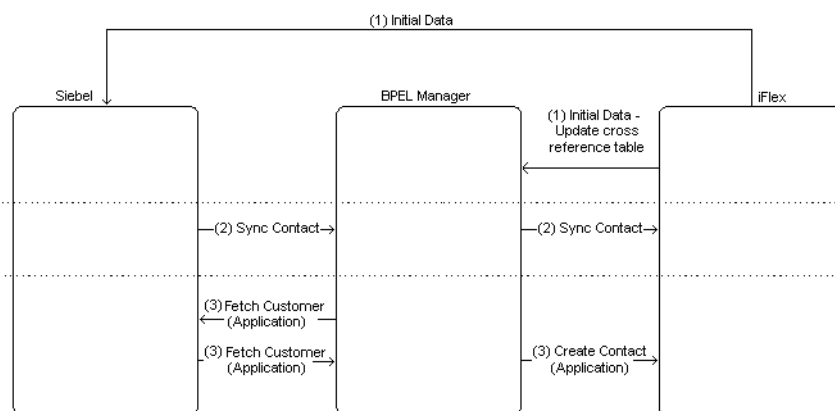 (1) Initial Data
Siebel
BPEL Manager
iFlex
(1) Initial Data -
Update cross
reference table
(2) Sync Contact
(2) Sync Contact
(3) Fetch Customer
(Application)
(3) Fetch Customer
(Application)
(3) Create Contact
(Application)